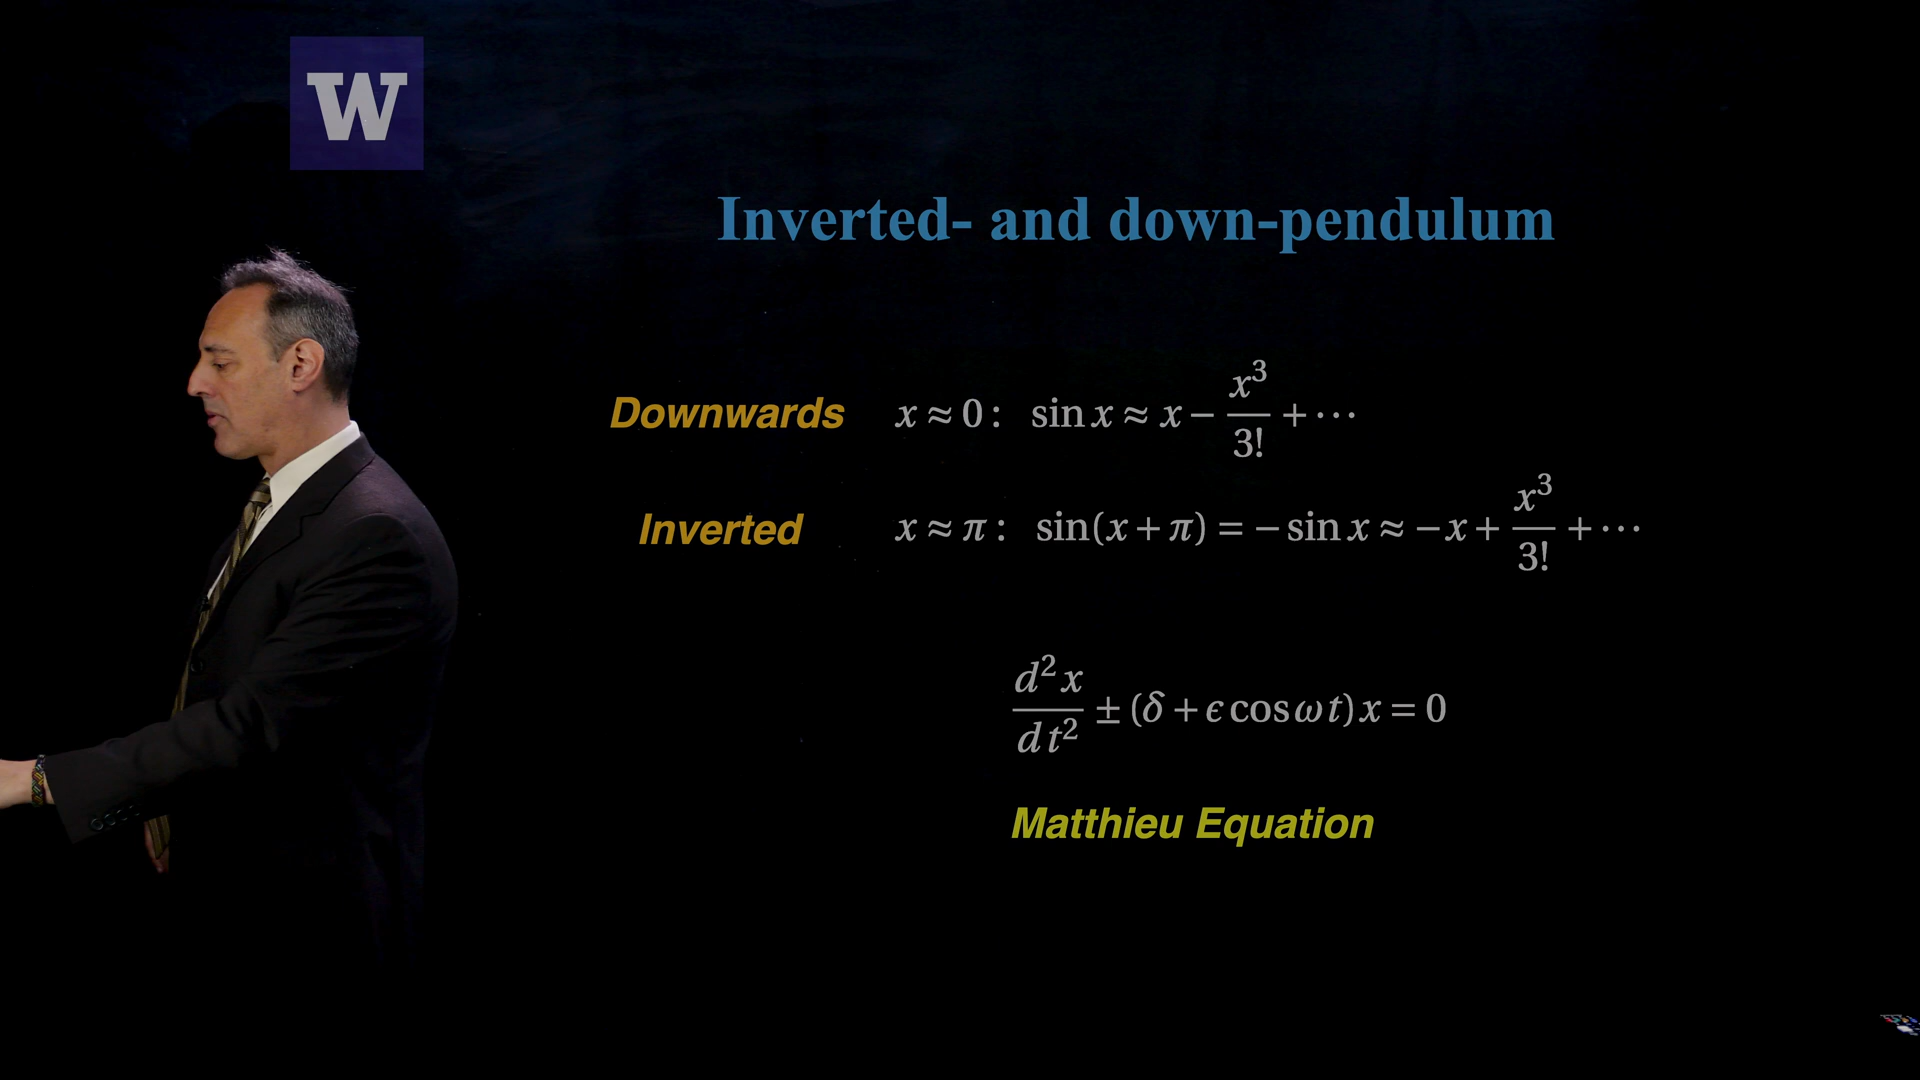 W
Inverted- and down-pendulum
Downwards x ≈ 0 : sin x ≈ x − x³/3! + ⋯
Inverted x ≈ π : sin(x + π) = − sin x ≈ −x + x³/3! + ⋯
d²x/dt² ± (δ + ϵ cos ωt) x = 0
Matthieu Equation